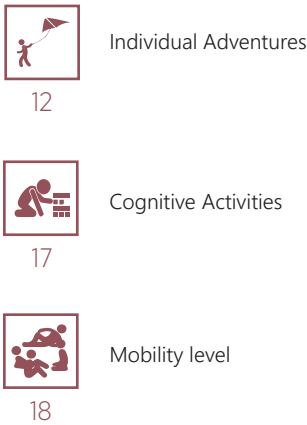 Individual Adventures
12
Cognitive Activities
17
Mobility level
18